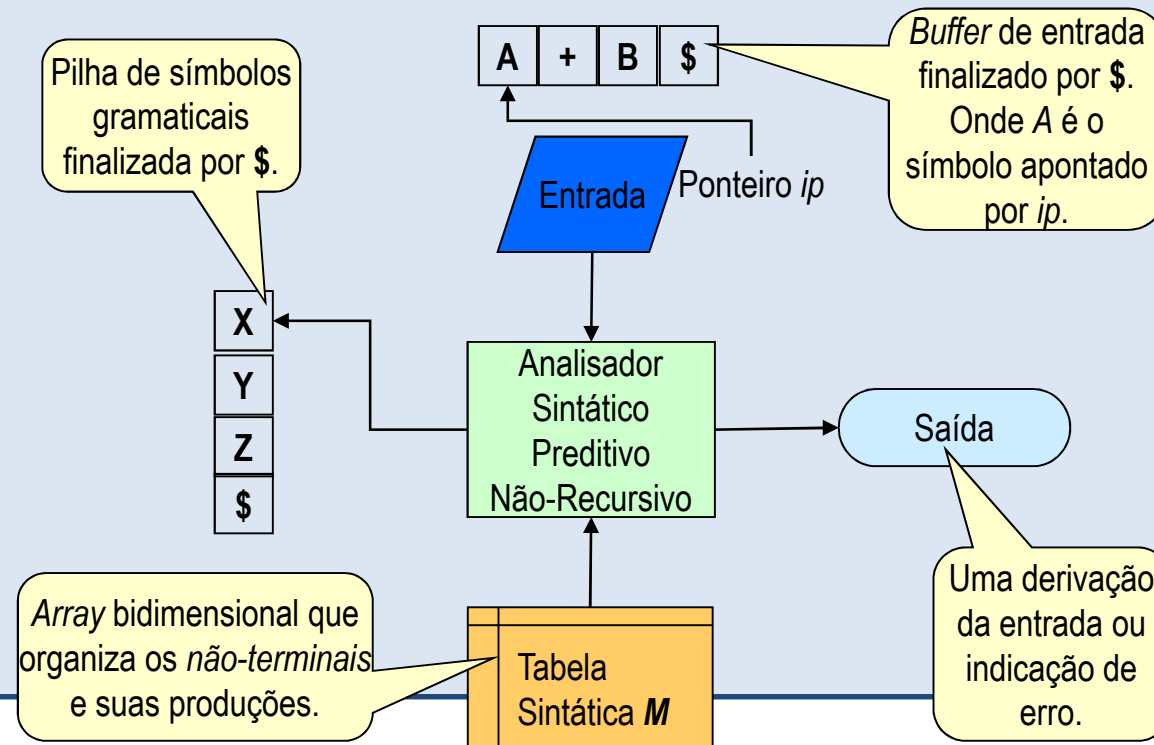 A + B $
Buffer de entrada
finalizado por $.
Onde A é o
símbolo apontado
por ip.
Pilha de símbolos
gramaticais
finalizada por $.
Entrada
Ponteiro ip
X
Y
Z
$
Analisador
Sintático
Preditivo
Não-Recursivo
Saída
Array bidimensional que
organiza os não-terminais
e suas produções.
Tabela
Sintática M
Uma derivação
da entrada ou
indicação de
erro.